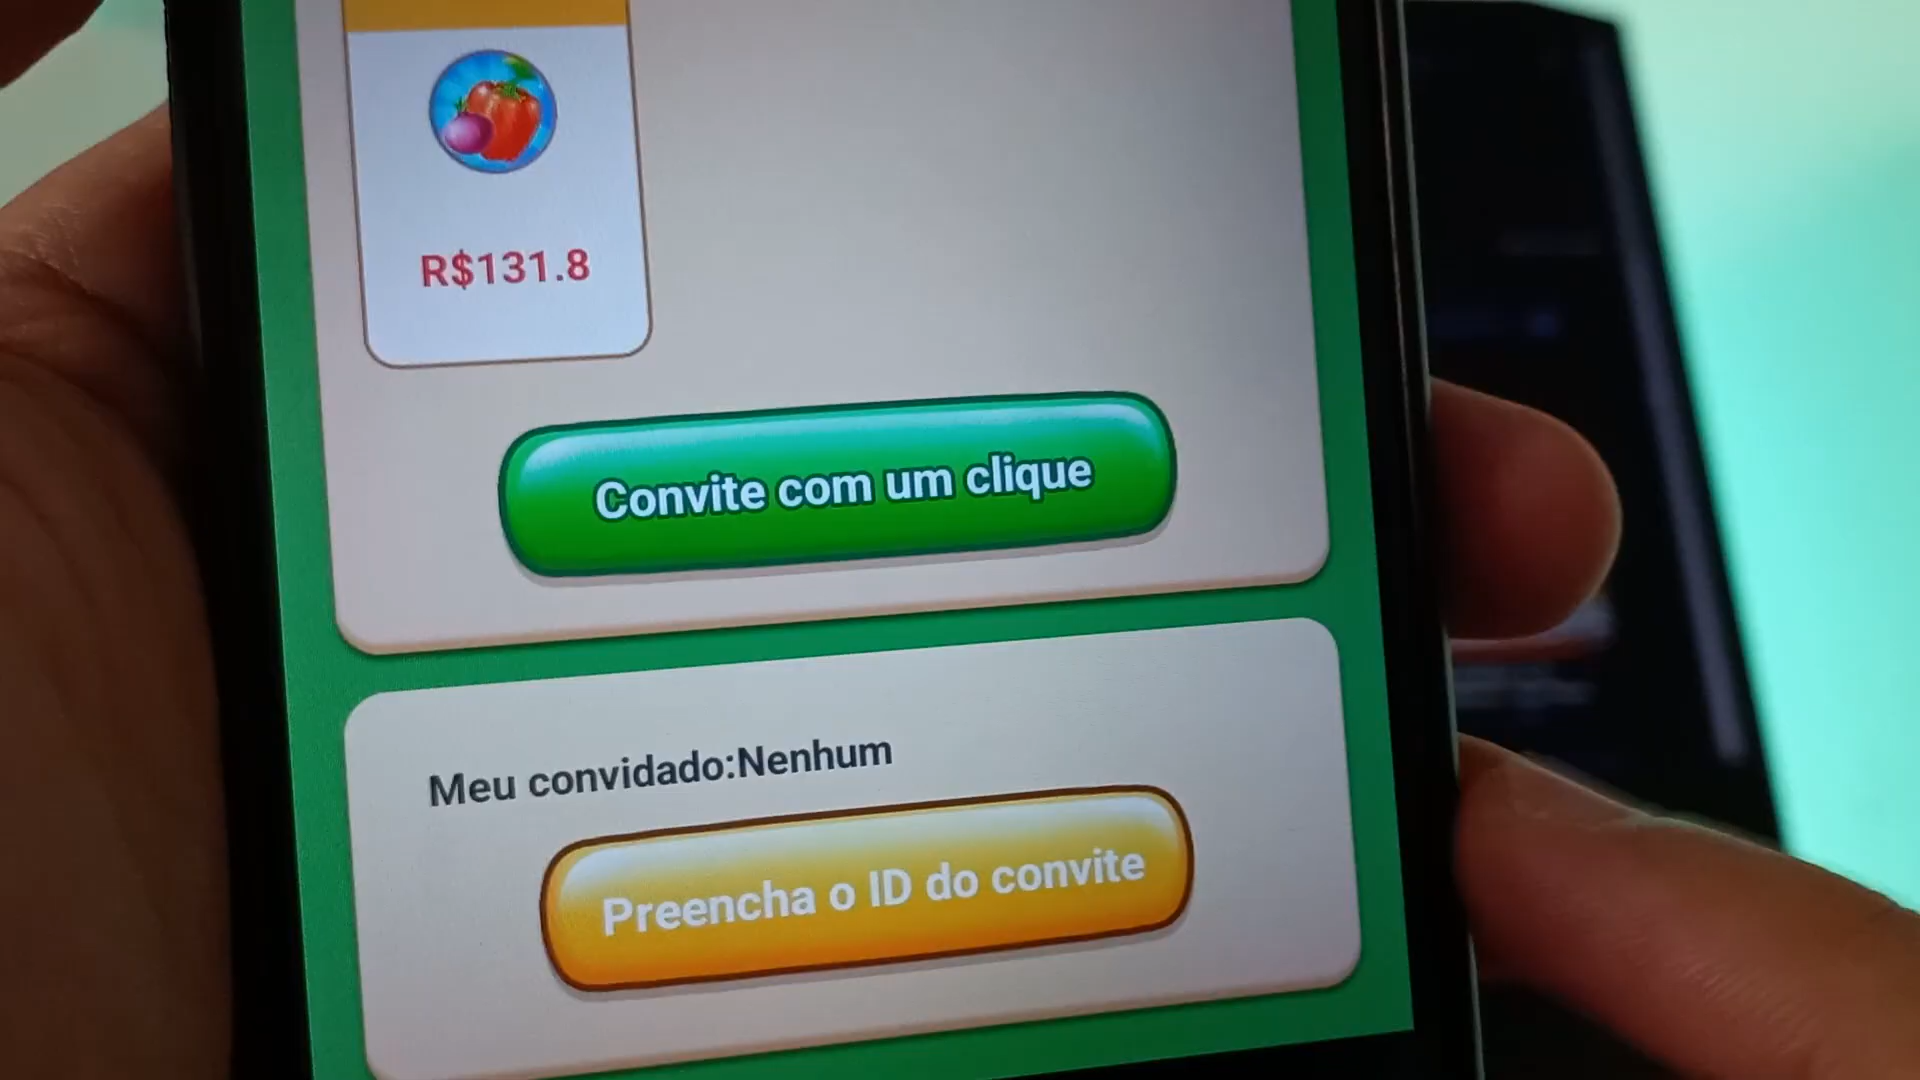 R$131.8
Convite com um clique
Meu convidado:Nenhum
Preencha o ID do convite